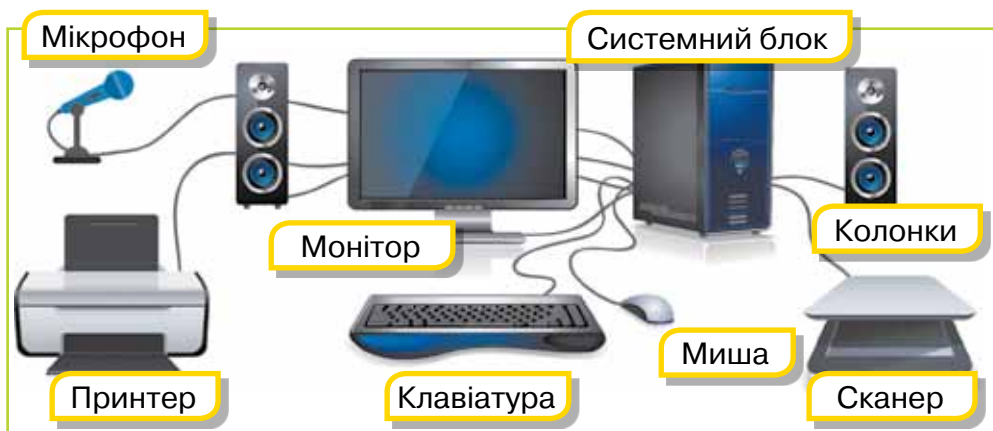 Мікрофон
Системний блок
Монітор
Колонки
Принтер
Клавіатура
Миша
Сканер